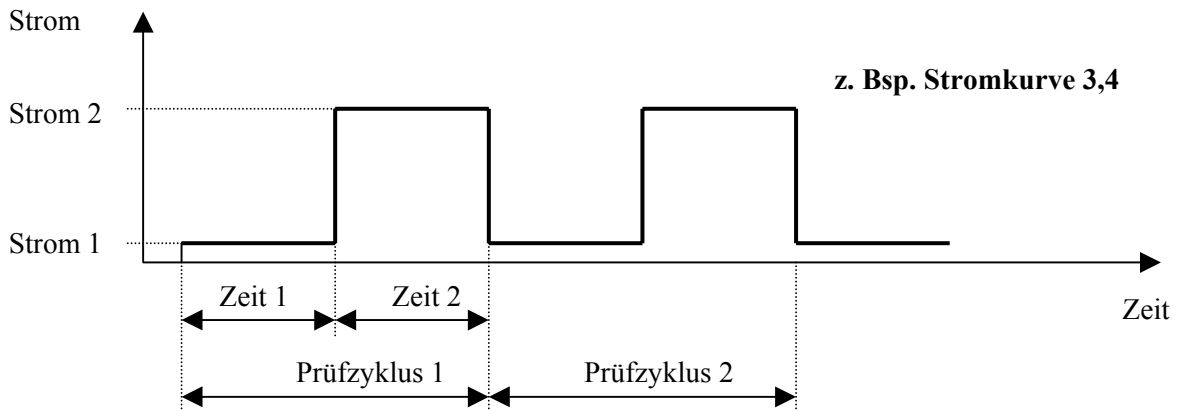 Strom
z. Bsp. Stromkurve 3,4
Strom 2
Strom 1
Zeit 1
Zeit 2
Zeit
Prüfzyklus 1
Prüfzyklus 2